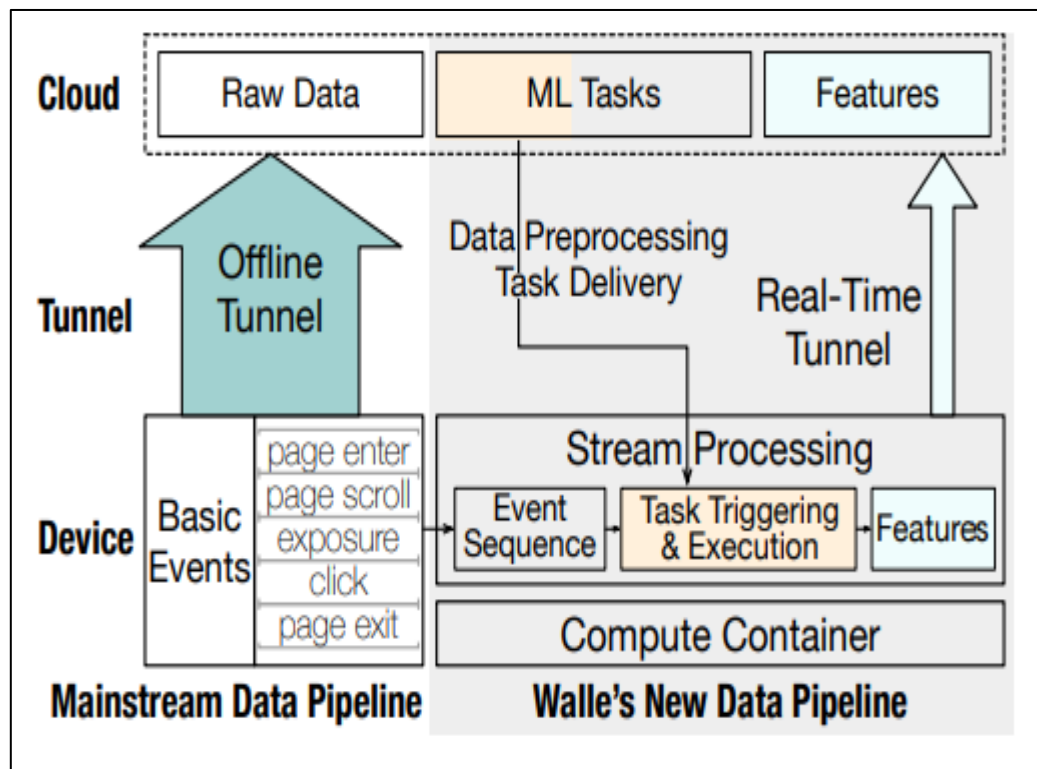 Cloud
Raw Data
ML Tasks
Features
Tunnel
Offline
Tunnel
Data Preprocessing
Task Delivery
Real-Time
Tunnel
Device
Basic
Events
page enter
page scroll
exposure
click
page exit
Stream Processing
Event
Sequence
Task Triggering
& Execution
Features
Compute Container
Mainstream Data Pipeline
Walle's New Data Pipeline